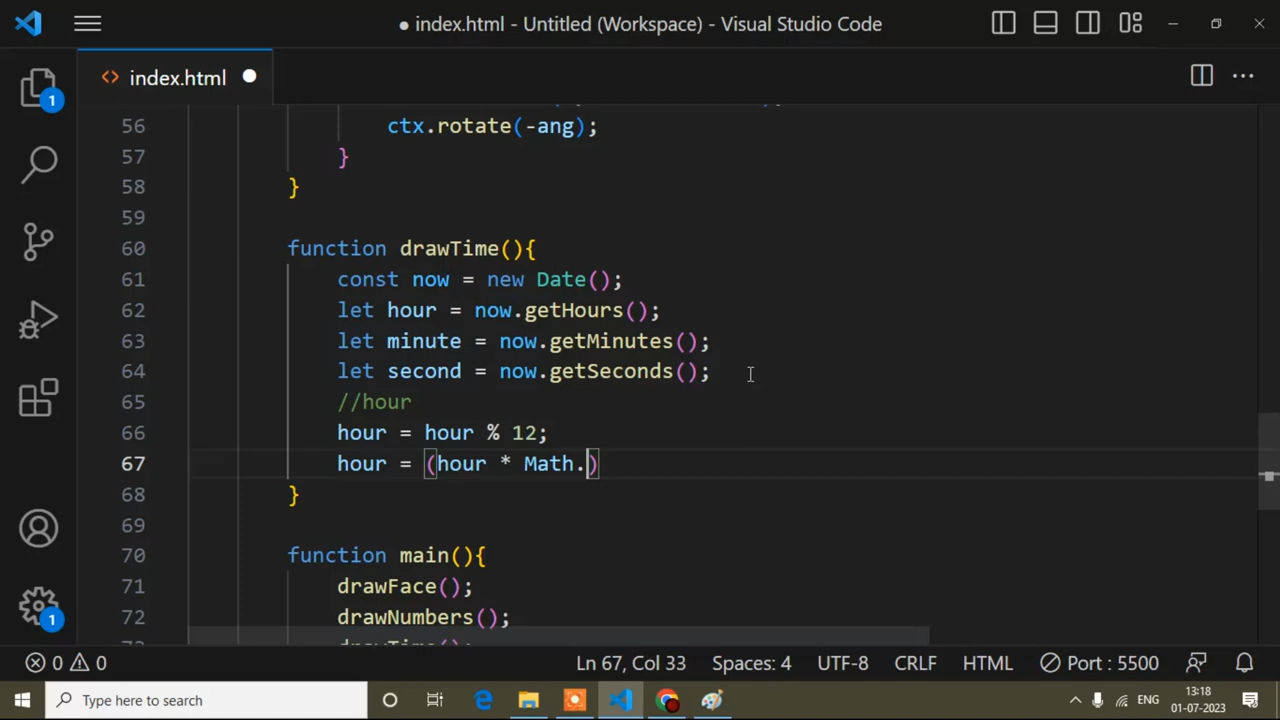 ● index.html - Untitled (Workspace) - Visual Studio Code
index.html
1
56 ctx.rotate(-ang);
57 }
58 }
59
60 function drawTime(){
61 const now = new Date();
62 let hour = now.getHours();
63 let minute = now.getMinutes();
64 let second = now.getSeconds();
65 //hour
66 hour = hour % 12;
67 hour = (hour * Math.)
68 }
69
70 function main(){
71 drawFace();
72 drawNumbers();
1
0 0 Ln 67, Col 33 Spaces: 4 UTF-8 CRLF HTML Port : 5500
Type here to search
ENG
13:18
01-07-2023